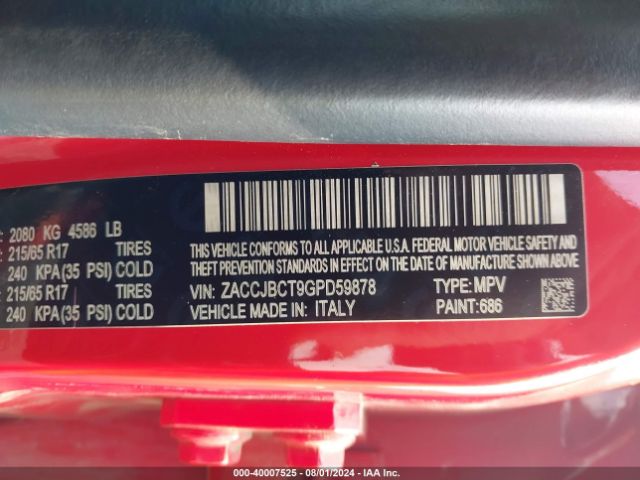 2080 KG 4586 LB
215/65 R17 TIRES
240 KPA(35 PSI) COLD
215/65 R17 TIRES
240 KPA(35 PSI) COLD
THIS VEHICLE CONFORMS TO ALL APPLICABLE U.S.A. FEDERAL MOTOR VEHICLE SAFETY AND
THEFT PREVENTION STANDARDS IN EFFECT ON THE DATE OF MANUFACTURE SHOWN ABOVE.
VIN: ZACCJBCT9GPD59878 TYPE: MPV
VEHICLE MADE IN: ITALY PAINT: 686
000-40007525 - 08/01/2024 - IAA Inc.